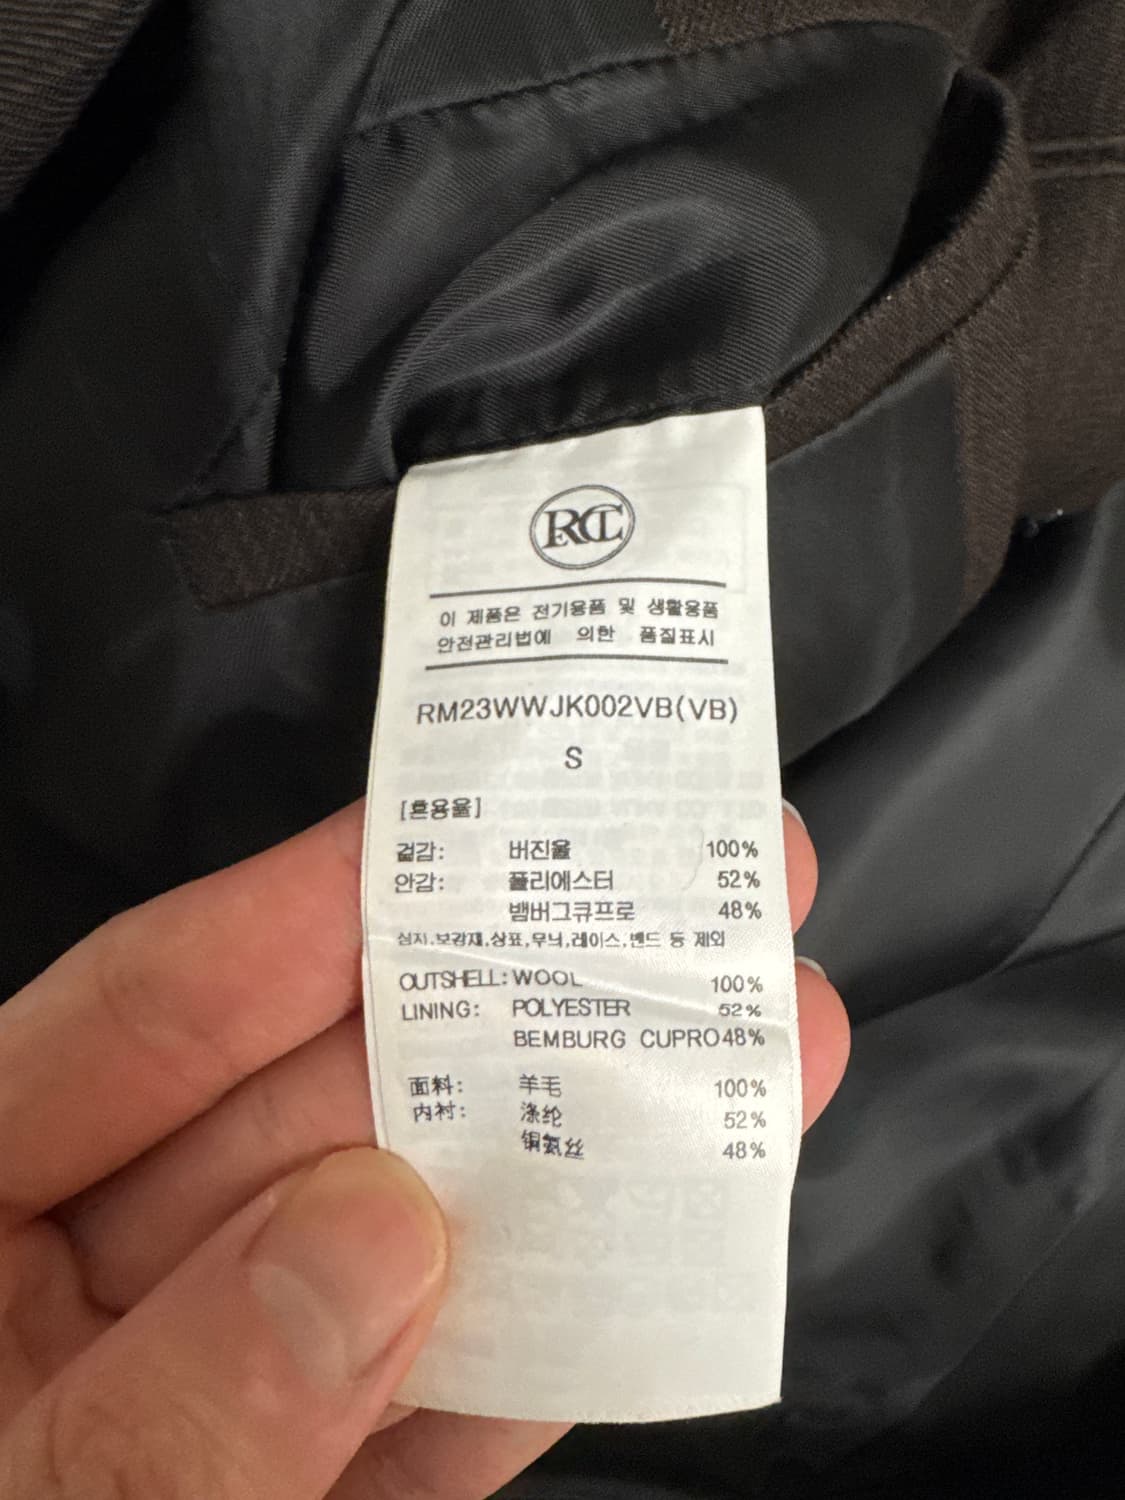 RCT
이 제품은 전기용품 및 생활용품
안전관리법에 의한 품질표시
RM23WWJK002VB(VB)
S
[혼용율]
겉감: 버진울 100%
안감: 폴리에스터 52%
뱀버그큐프로 48%
심지,보강재,상표,무늬,레이스,밴드 등 제외
OUTSHELL: WOOL 100%
LINING: POLYESTER 52%
BEMBURG CUPRO 48%
面料: 羊毛 100%
内衬: 涤纶 52%
铜氨丝 48%